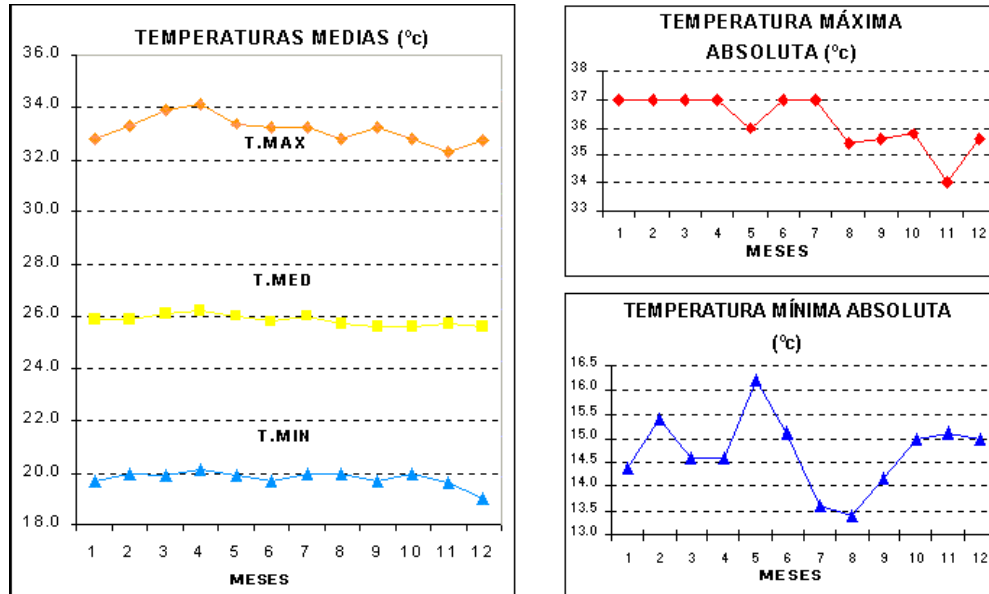 TEMPERATURAS MEDIAS (ºc)
36.0
34.0
32.0
30.0
28.0
26.0
24.0
22.0
20.0
18.0
T.MAX
T.MED
T.MIN
1 2 3 4 5 6 7 8 9 10 11 12
MESES
TEMPERATURA MÁXIMA
ABSOLUTA (ºc)
38
37
36
35
34
33
1 2 3 4 5 6 7 8 9 10 11 12
MESES
TEMPERATURA MÍNIMA ABSOLUTA
(ºc)
16.5
16.0
15.5
15.0
14.5
14.0
13.5
13.0
1 2 3 4 5 6 7 8 9 10 11 12
MESES